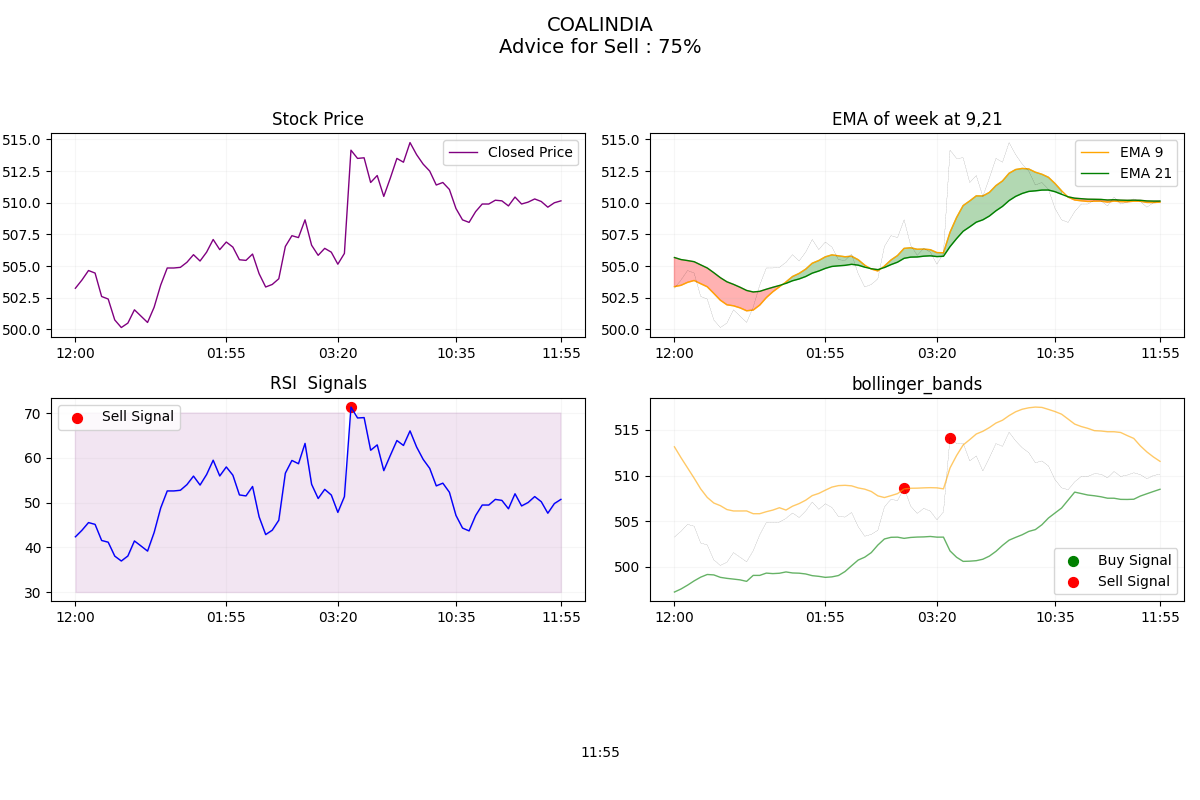 COALINDIA
Advice for Sell : 75%
Stock Price
515.0
512.5
510.0
507.5
505.0
502.5
500.0
Closed Price
12:00 01:55 03:20 10:35 11:55
EMA of week at 9,21
515.0
512.5
510.0
507.5
505.0
502.5
500.0
EMA 9
EMA 21
12:00 01:55 03:20 10:35 11:55
RSI  Signals
70
60
50
40
30
Sell Signal
12:00 01:55 03:20 10:35 11:55
bollinger_bands
515
510
505
500
Buy Signal
Sell Signal
12:00 01:55 03:20 10:35 11:55
11:55